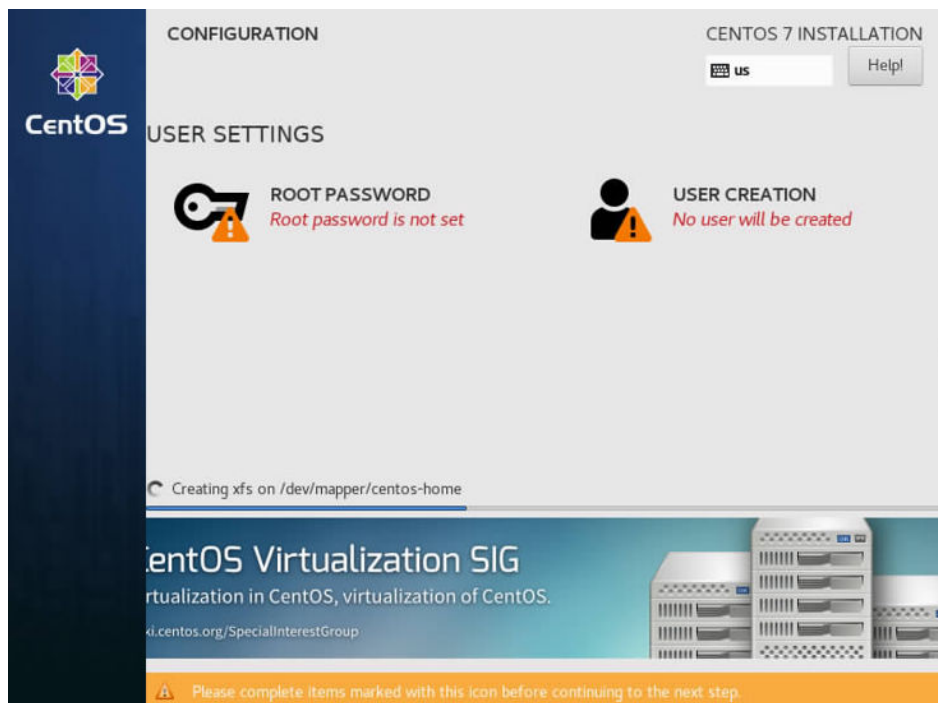 CONFIGURATION
CENTOS 7 INSTALLATION
us
Help!
CentOS
USER SETTINGS
ROOT PASSWORD
Root password is not set
USER CREATION
No user will be created
Creating xfs on /dev/mapper/centos-home
entOS Virtualization SIG
rtualization in CentOS, virtualization of CentOS.
ki.centos.org/SpecialInterestGroup
Please complete items marked with this icon before continuing to the next step.